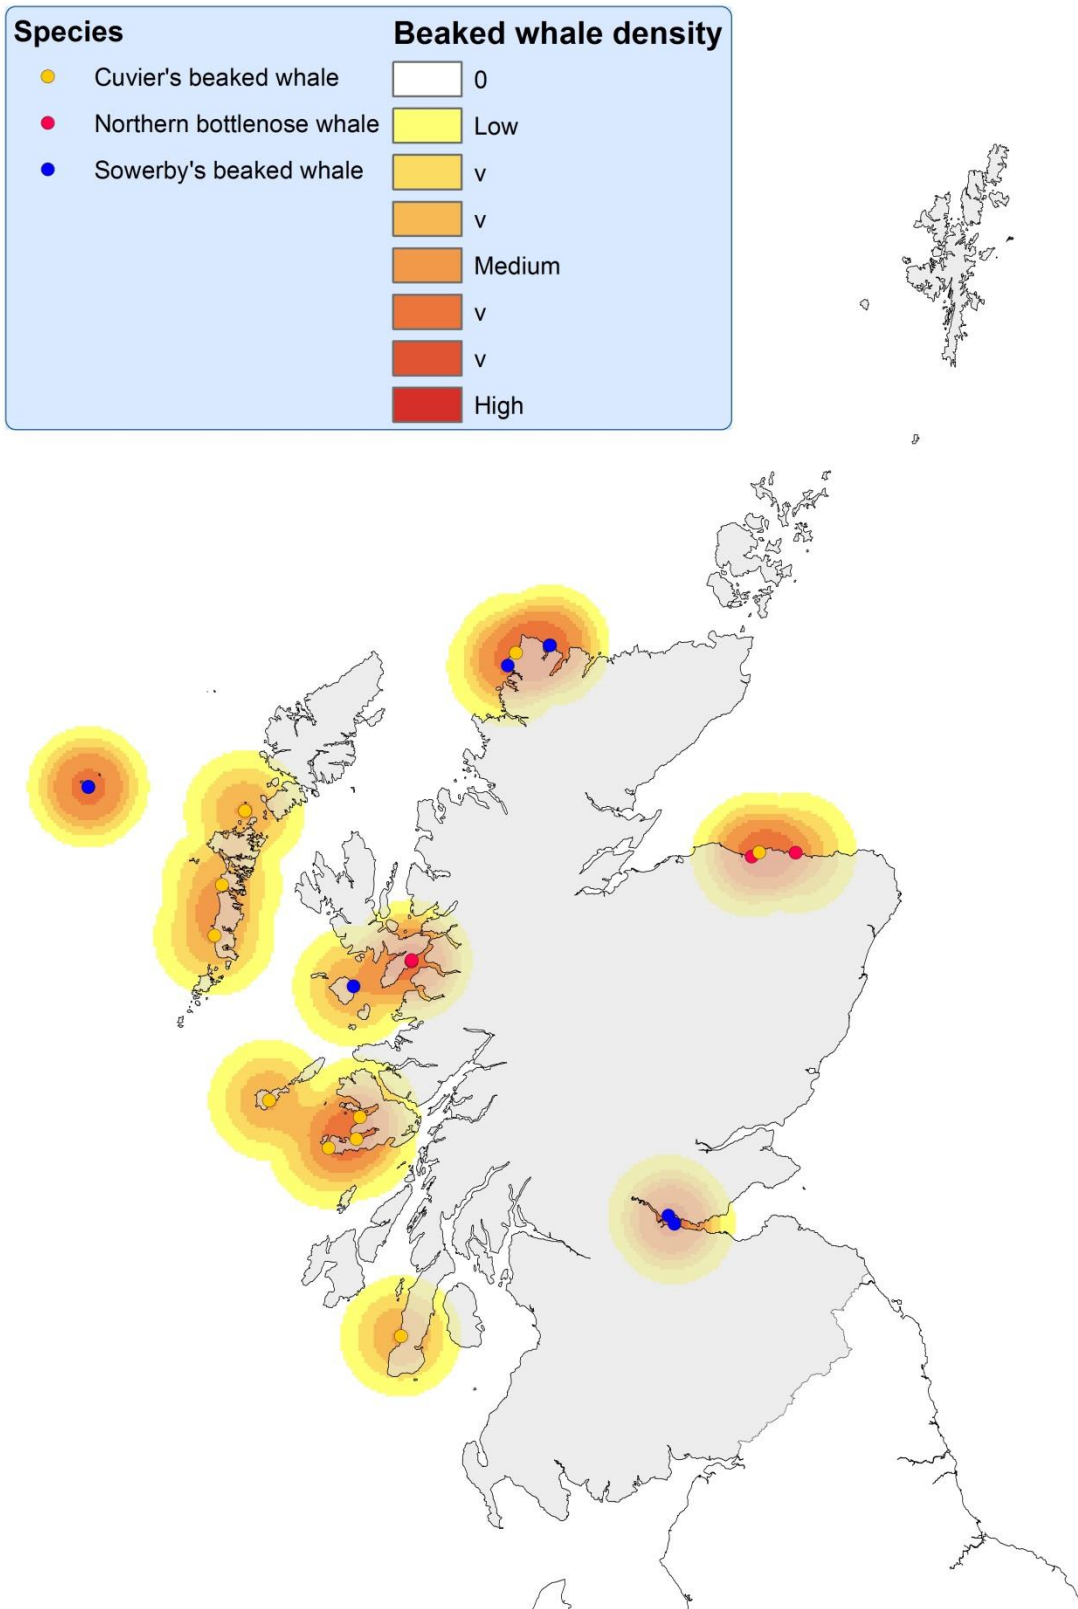 Species
Cuvier's beaked whale
Northern bottlenose whale
Sowerby's beaked whale
Beaked whale density
0
Low
v
v
Medium
v
v
High